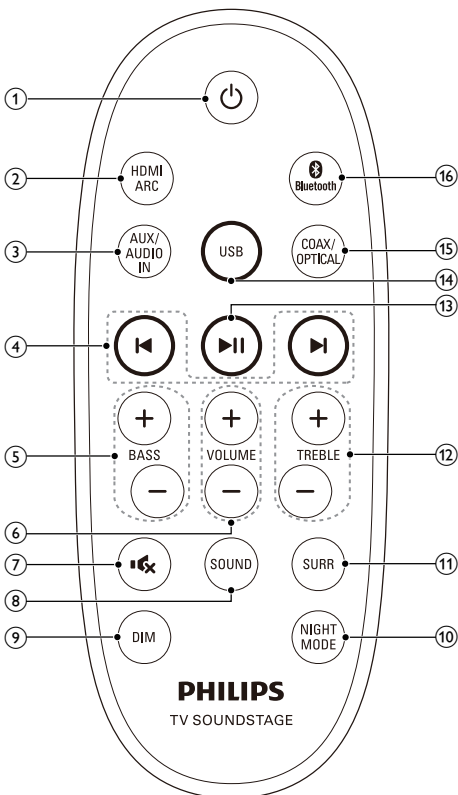 ①
②
HDMI
ARC
Bluetooth
⑯
③
AUX/
AUDIO
IN
USB
COAX/
OPTICAL
⑮
⑭
⑬
④
⑤
BASS
VOLUME
TREBLE
⑫
⑥
⑦
SOUND
SURR
⑪
⑧
⑨
DIM
NIGHT
MODE
⑩
PHILIPS
TV SOUNDSTAGE